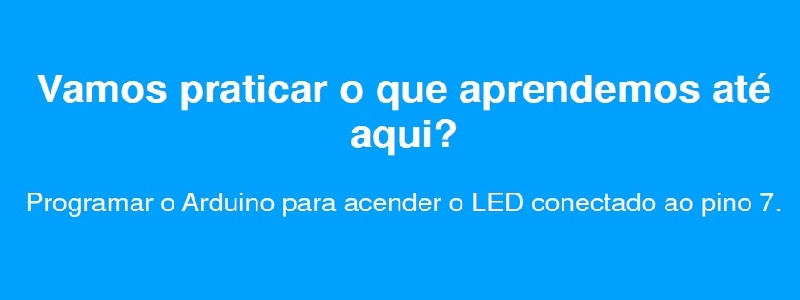 Vamos praticar o que aprendemos até
aqui?
Programar o Arduino para acender o LED conectado ao pino 7.